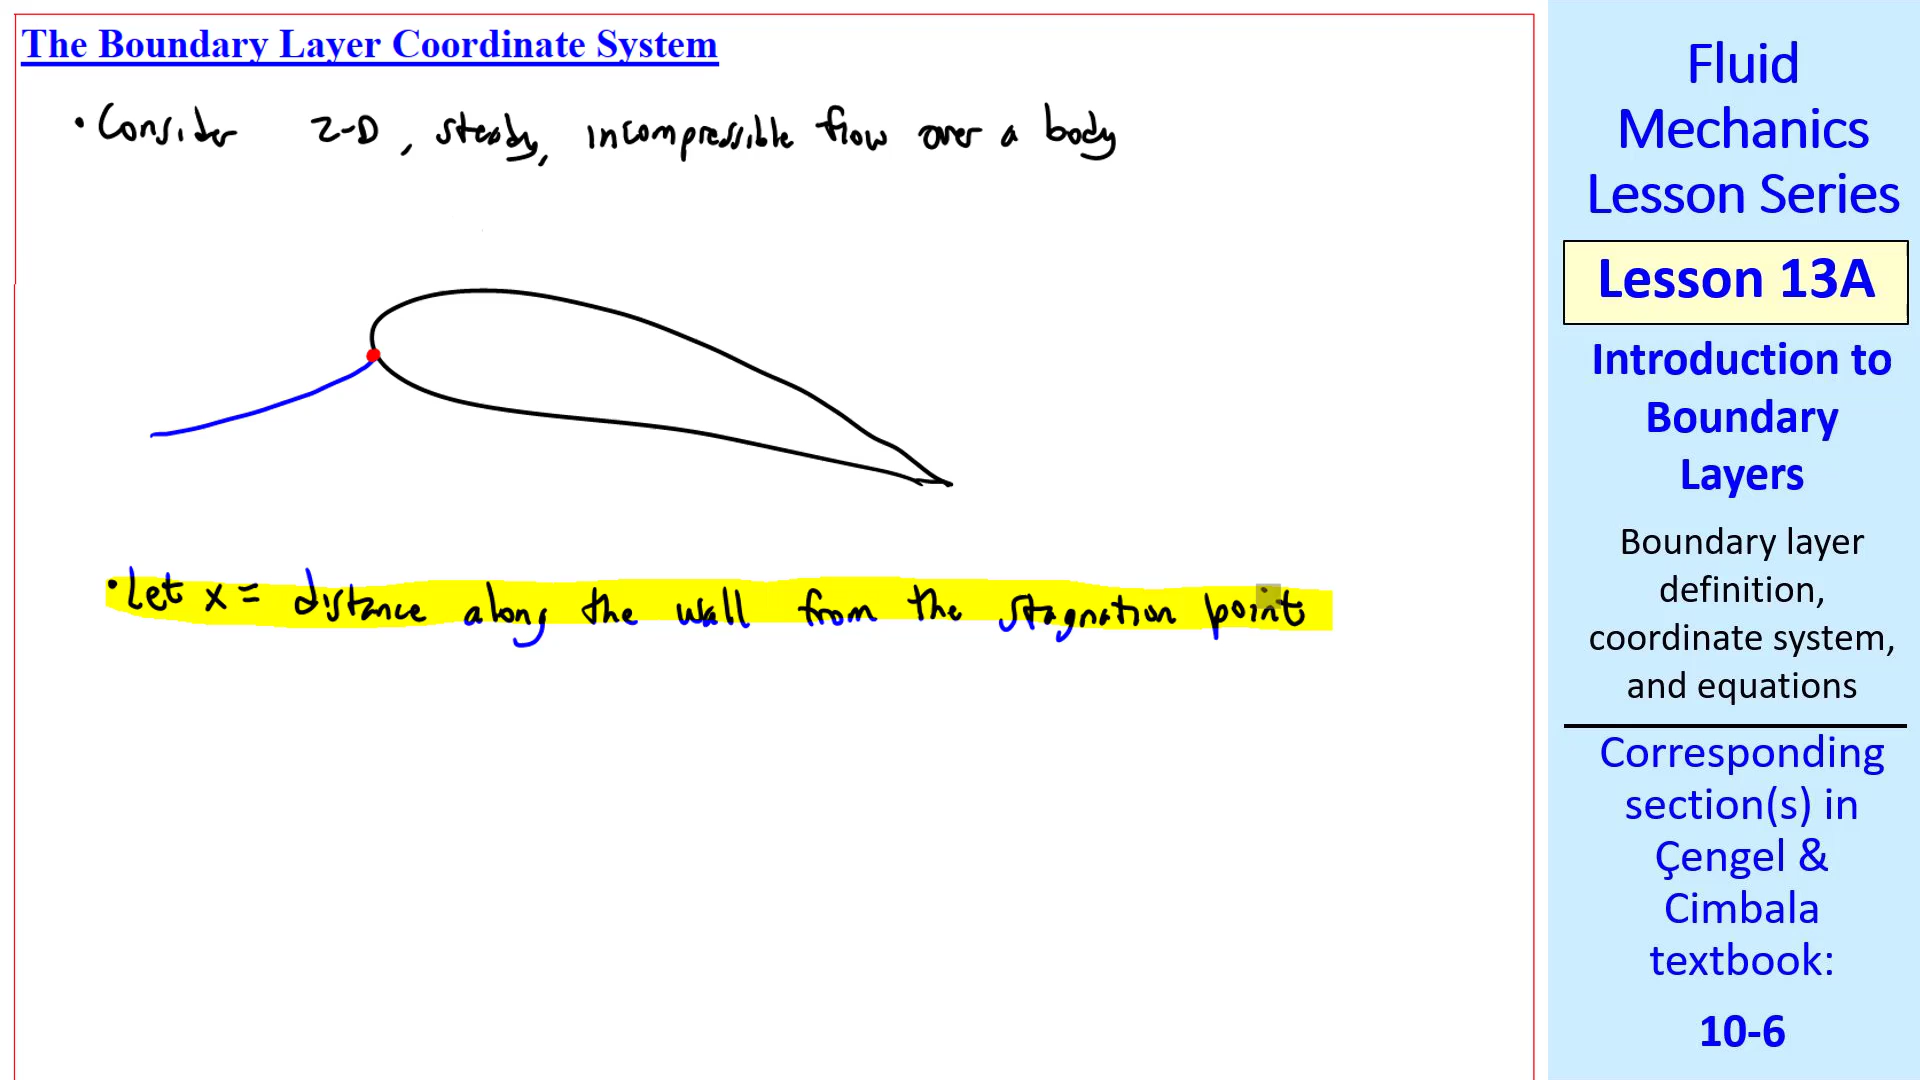 The Boundary Layer Coordinate System
• Consider 2-D, steady, incompressible flow over a body
• Let x = distance along the wall from the stagnation point
Fluid
Mechanics
Lesson Series
Lesson 13A
Introduction to
Boundary
Layers
Boundary layer
definition,
coordinate system,
and equations
Corresponding
section(s) in
Çengel &
Cimbala
textbook:
10-6